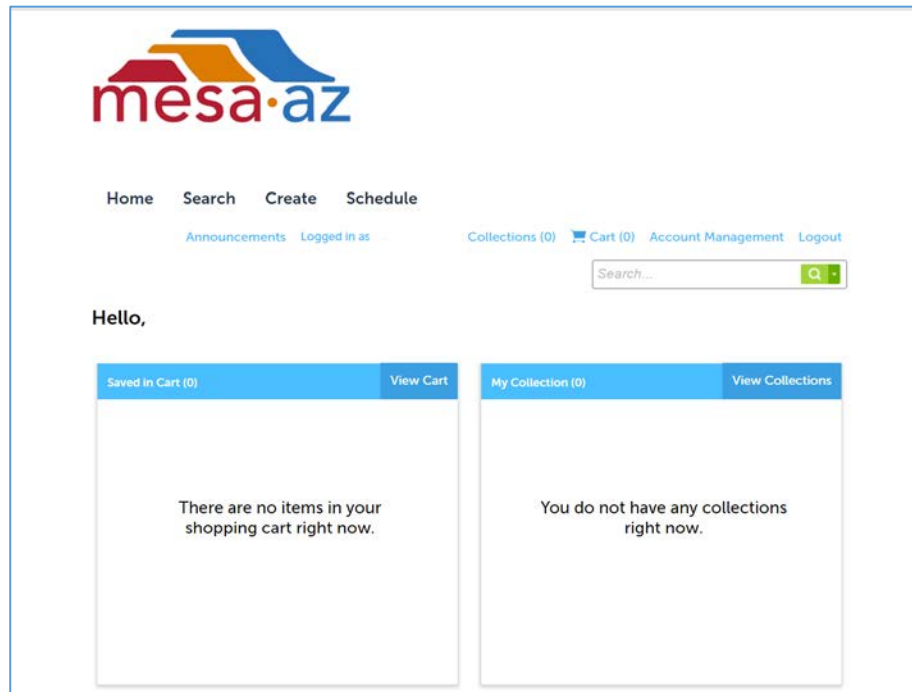 mesa·az
Home Search Create Schedule
Announcements Logged in as Collections (0) Cart (0) Account Management Logout
Search...
Hello,
Saved in Cart (0) View Cart My Collection (0) View Collections
There are no items in your
shopping cart right now.
You do not have any collections
right now.